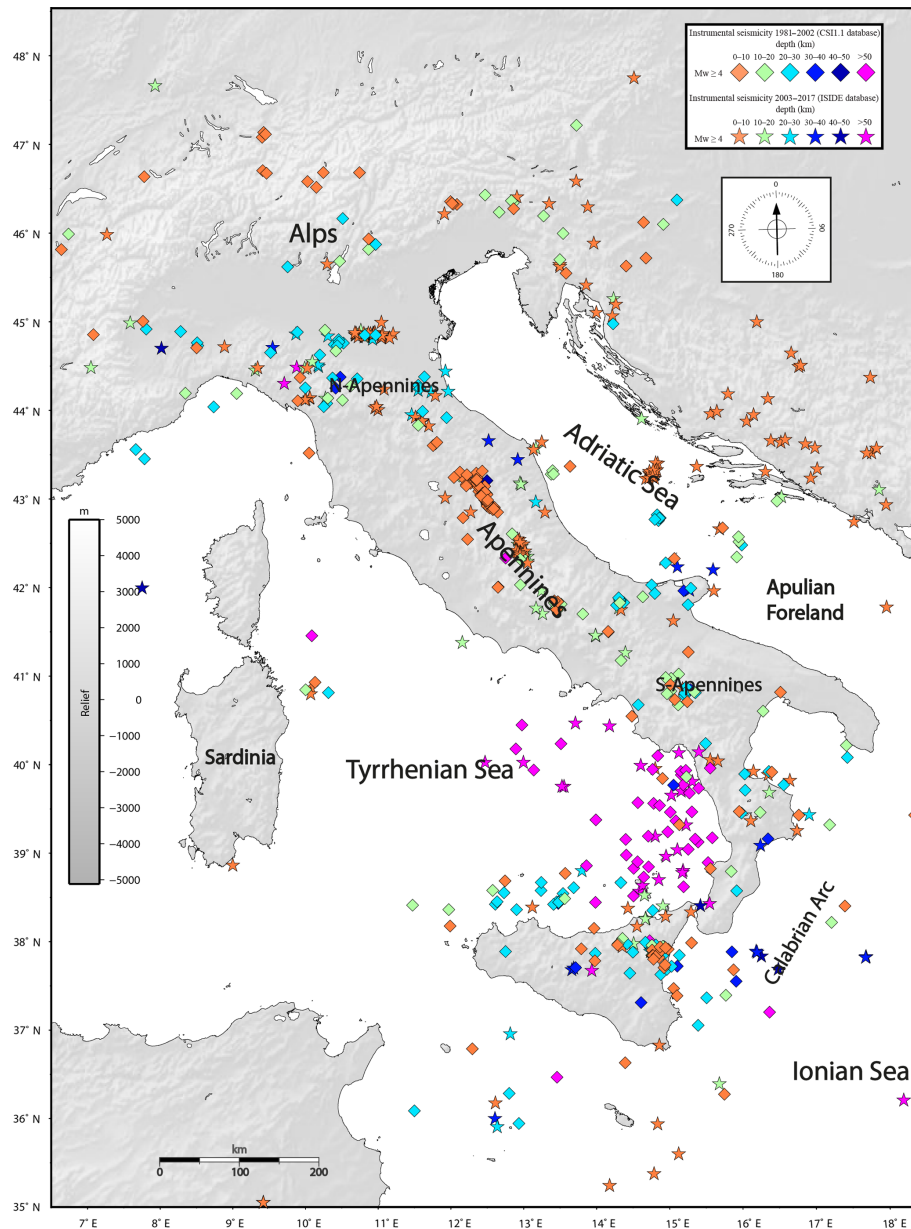 Instrumental seismicity 1981–2002 (CSI1.1 database)
depth (km)
0–10 10–20 20–30 30–40 40–50 >50
Mw ≥ 4
Instrumental seismicity 2003–2017 (ISIDE database)
depth (km)
0–10 10–20 20–30 30–40 40–50 >50
Mw ≥ 4
0
270
90
180
48° N
47° N
46° N
45° N
44° N
43° N
42° N
41° N
40° N
39° N
38° N
37° N
36° N
35° N
Alps
N-Apennines
Adriatic Sea
Apennines
Apulian
Foreland
S-Apennines
Sardinia
Tyrrhenian Sea
Calabrian Arc
Ionian Sea
m
5000
4000
3000
2000
1000
0
−1000
−2000
−3000
−4000
−5000
Relief
km
0 100 200
7° E 8° E 9° E 10° E 11° E 12° E 13° E 14° E 15° E 16° E 17° E 18° E